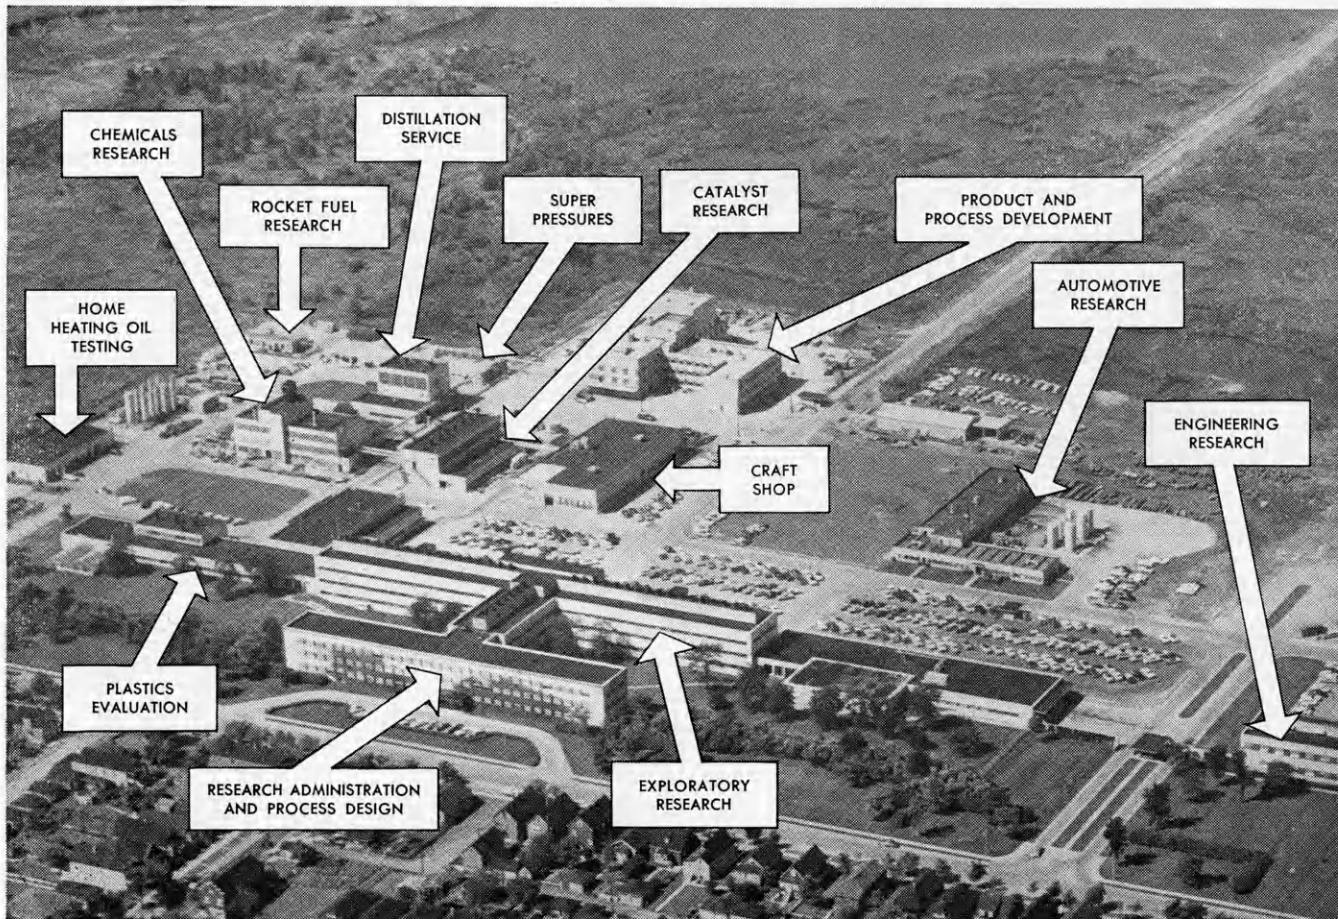 CHEMICALS
RESEARCH
DISTILLATION
SERVICE
ROCKET FUEL
RESEARCH
SUPER
PRESSURES
CATALYST
RESEARCH
PRODUCT AND
PROCESS DEVELOPMENT
HOME
HEATING OIL
TESTING
AUTOMOTIVE
RESEARCH
ENGINEERING
RESEARCH
CRAFT
SHOP
PLASTICS
EVALUATION
RESEARCH ADMINISTRATION
AND PROCESS DESIGN
EXPLORATORY
RESEARCH